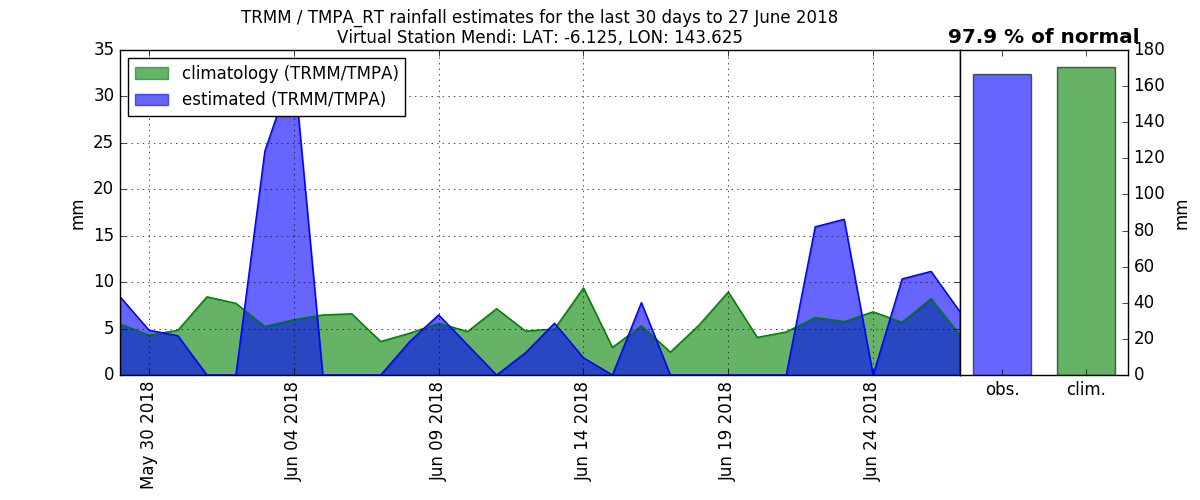 TRMM / TMPA_RT rainfall estimates for the last 30 days to 27 June 2018
Virtual Station Mendi: LAT: -6.125, LON: 143.625
97.9 % of normal
climatology (TRMM/TMPA)
estimated (TRMM/TMPA)
mm
35
30
25
20
15
10
5
0
May 30 2018
Jun 04 2018
Jun 09 2018
Jun 14 2018
Jun 19 2018
Jun 24 2018
obs.
clim.
180
160
140
120
100
80
60
40
20
0
mm